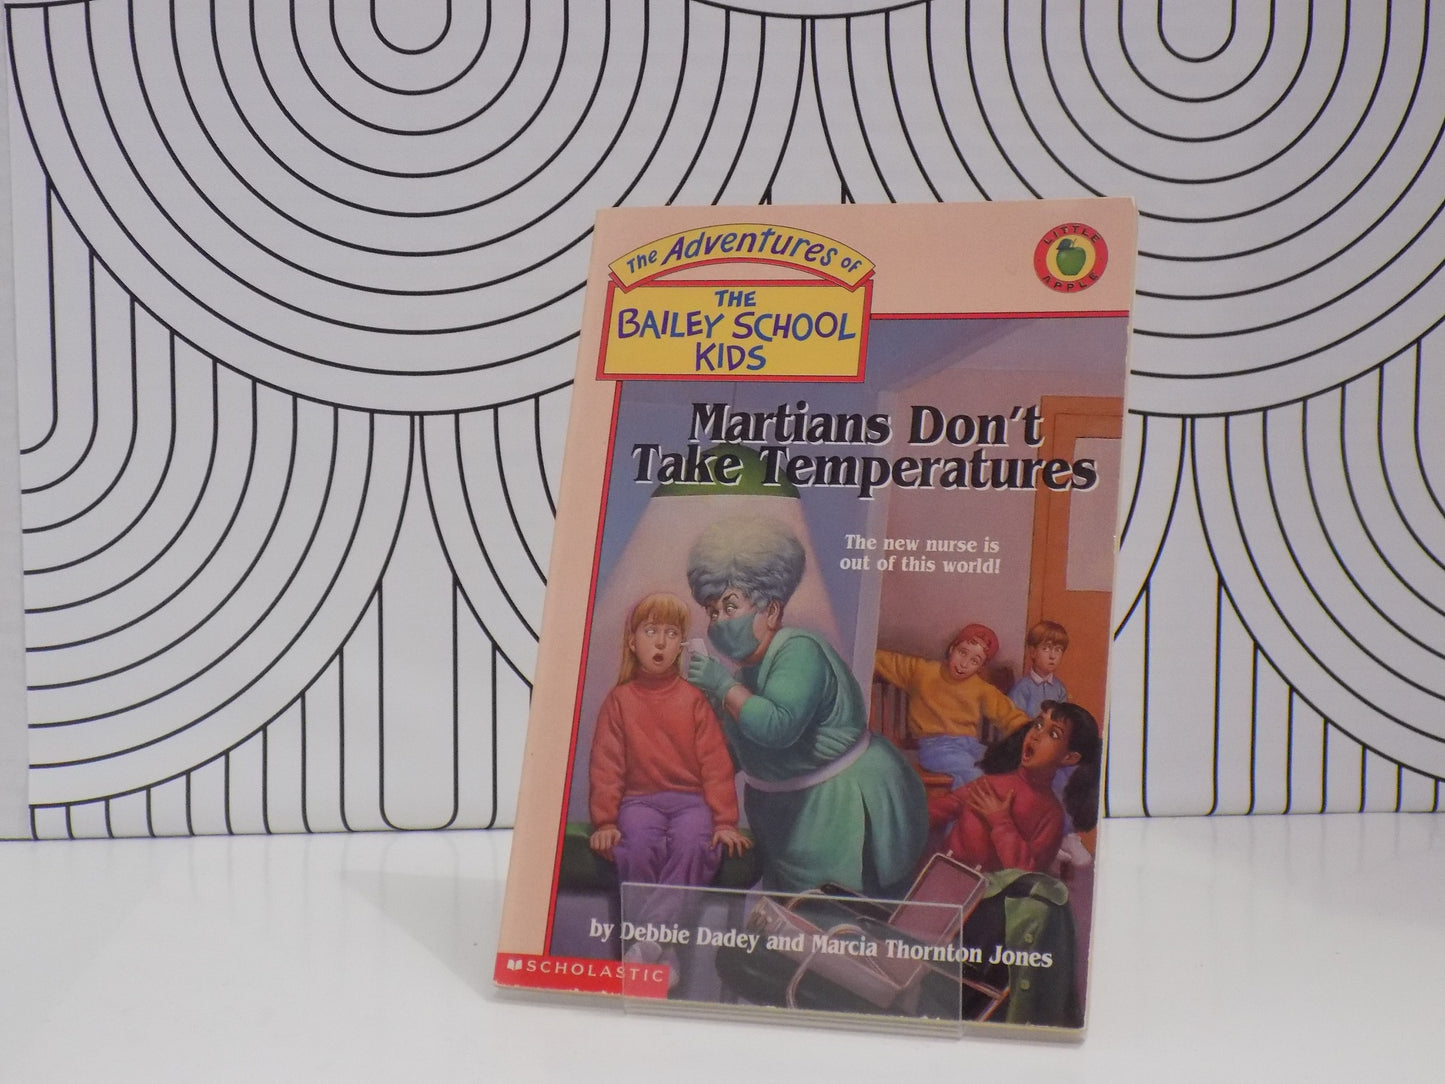 The Adventures of
THE
BAILEY SCHOOL
KIDS
LITTLE
APPLE
Martians Don't
Take Temperatures
The new nurse is
out of this world!
by Debbie Dadey and Marcia Thornton Jones
SCHOLASTIC